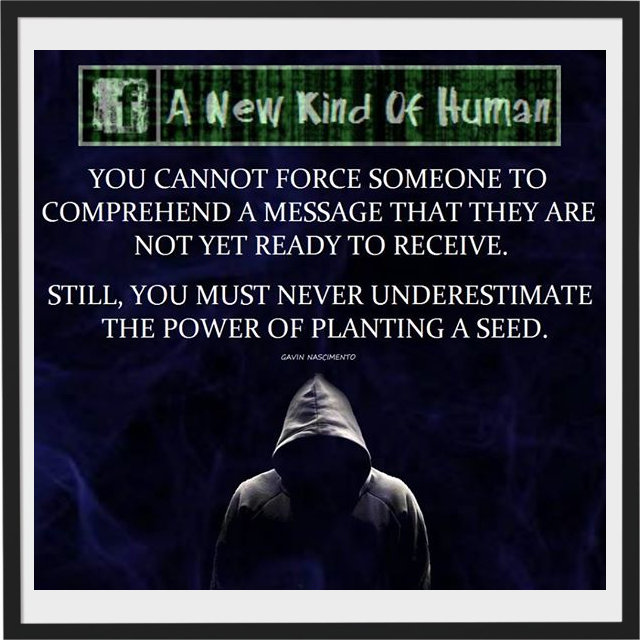 A New Kind Of Human
YOU CANNOT FORCE SOMEONE TO
COMPREHEND A MESSAGE THAT THEY ARE
NOT YET READY TO RECEIVE.
STILL, YOU MUST NEVER UNDERESTIMATE
THE POWER OF PLANTING A SEED.
GAVIN NASCIMENTO